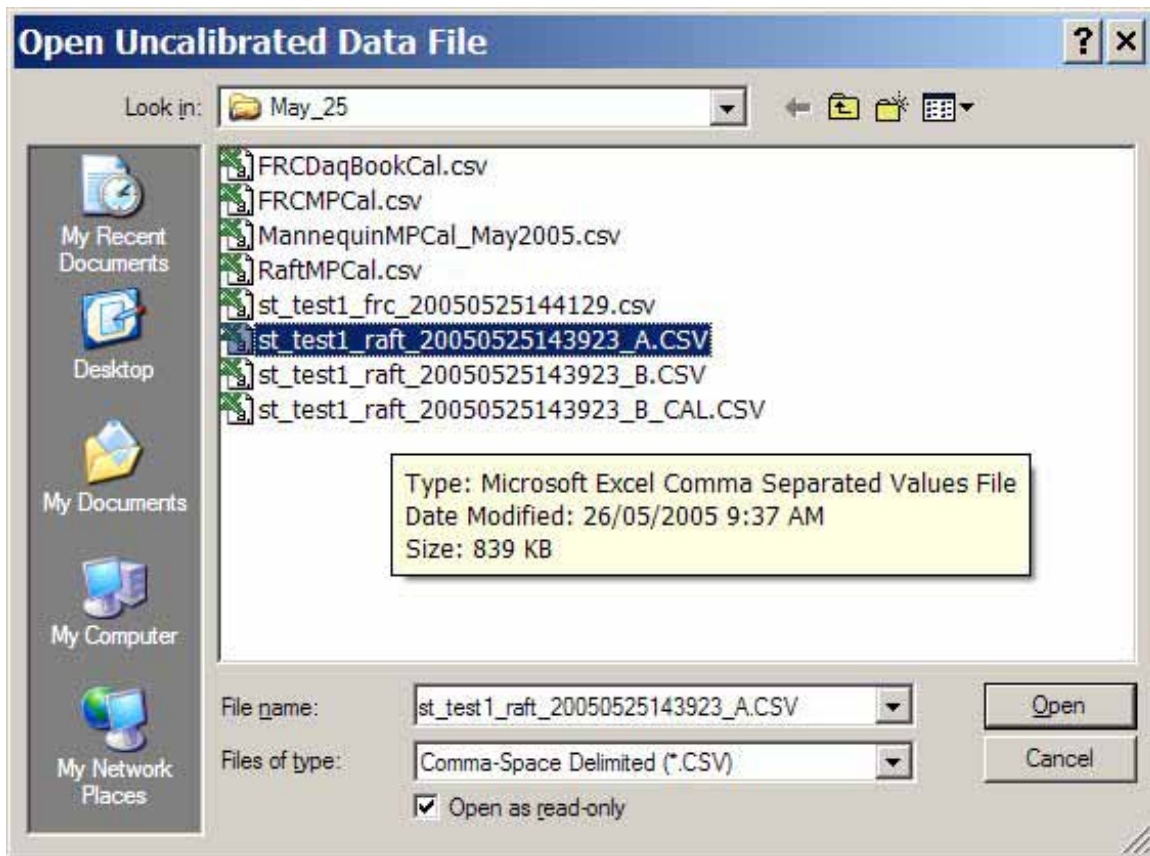 Open Uncalibrated Data File
Look in: May_25
My Recent
Documents
Desktop
My Documents
My Computer
My Network
Places
FRCDaqBookCal.csv
FRCMPCal.csv
MannequinMPCal_May2005.csv
RaftMPCal.csv
st_test1_frc_20050525144129.csv
st_test1_raft_20050525143923_A.CSV
st_test1_raft_20050525143923_B.CSV
st_test1_raft_20050525143923_B_CAL.CSV
Type: Microsoft Excel Comma Separated Values File
Date Modified: 26/05/2005 9:37 AM
Size: 839 KB
File name: st_test1_raft_20050525143923_A.CSV Open
Files of type: Comma-Space Delimited (*.CSV) Cancel
Open as read-only